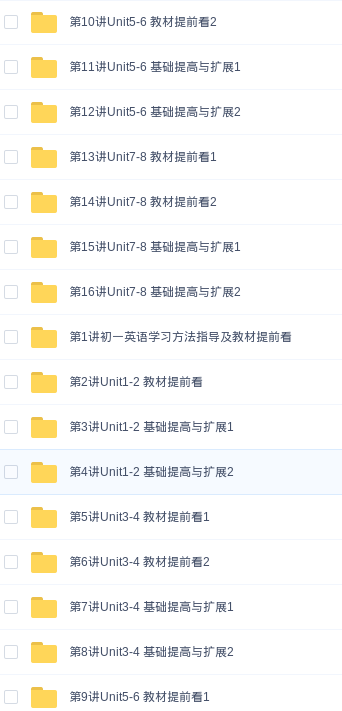 第10讲Unit5-6 教材提前看2
第11讲Unit5-6 基础提高与扩展1
第12讲Unit5-6 基础提高与扩展2
第13讲Unit7-8 教材提前看1
第14讲Unit7-8 教材提前看2
第15讲Unit7-8 基础提高与扩展1
第16讲Unit7-8 基础提高与扩展2
第1讲初一英语学习方法指导及教材提前看
第2讲Unit1-2 教材提前看
第3讲Unit1-2 基础提高与扩展1
第4讲Unit1-2 基础提高与扩展2
第5讲Unit3-4 教材提前看1
第6讲Unit3-4 教材提前看2
第7讲Unit3-4 基础提高与扩展1
第8讲Unit3-4 基础提高与扩展2
第9讲Unit5-6 教材提前看1